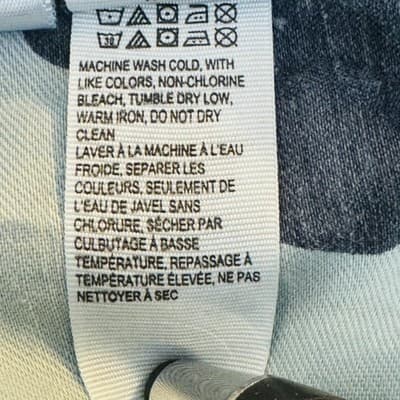 30
MACHINE WASH COLD, WITH
LIKE COLORS, NON-CHLORINE
BLEACH, TUMBLE DRY LOW,
WARM IRON, DO NOT DRY
CLEAN
LAVER À LA MACHINE À L'EAU
FROIDE, SEPARER LES
COULEURS, SEULEMENT DE
L'EAU DE JAVEL SANS
CHLORURE, SÉCHER PAR
CULBUTAGE À BASSE
TEMPÉRATURE, REPASSAGE À
TEMPÉRATURE ÉLEVÉE, NE PAS
NETTOYER À SEC